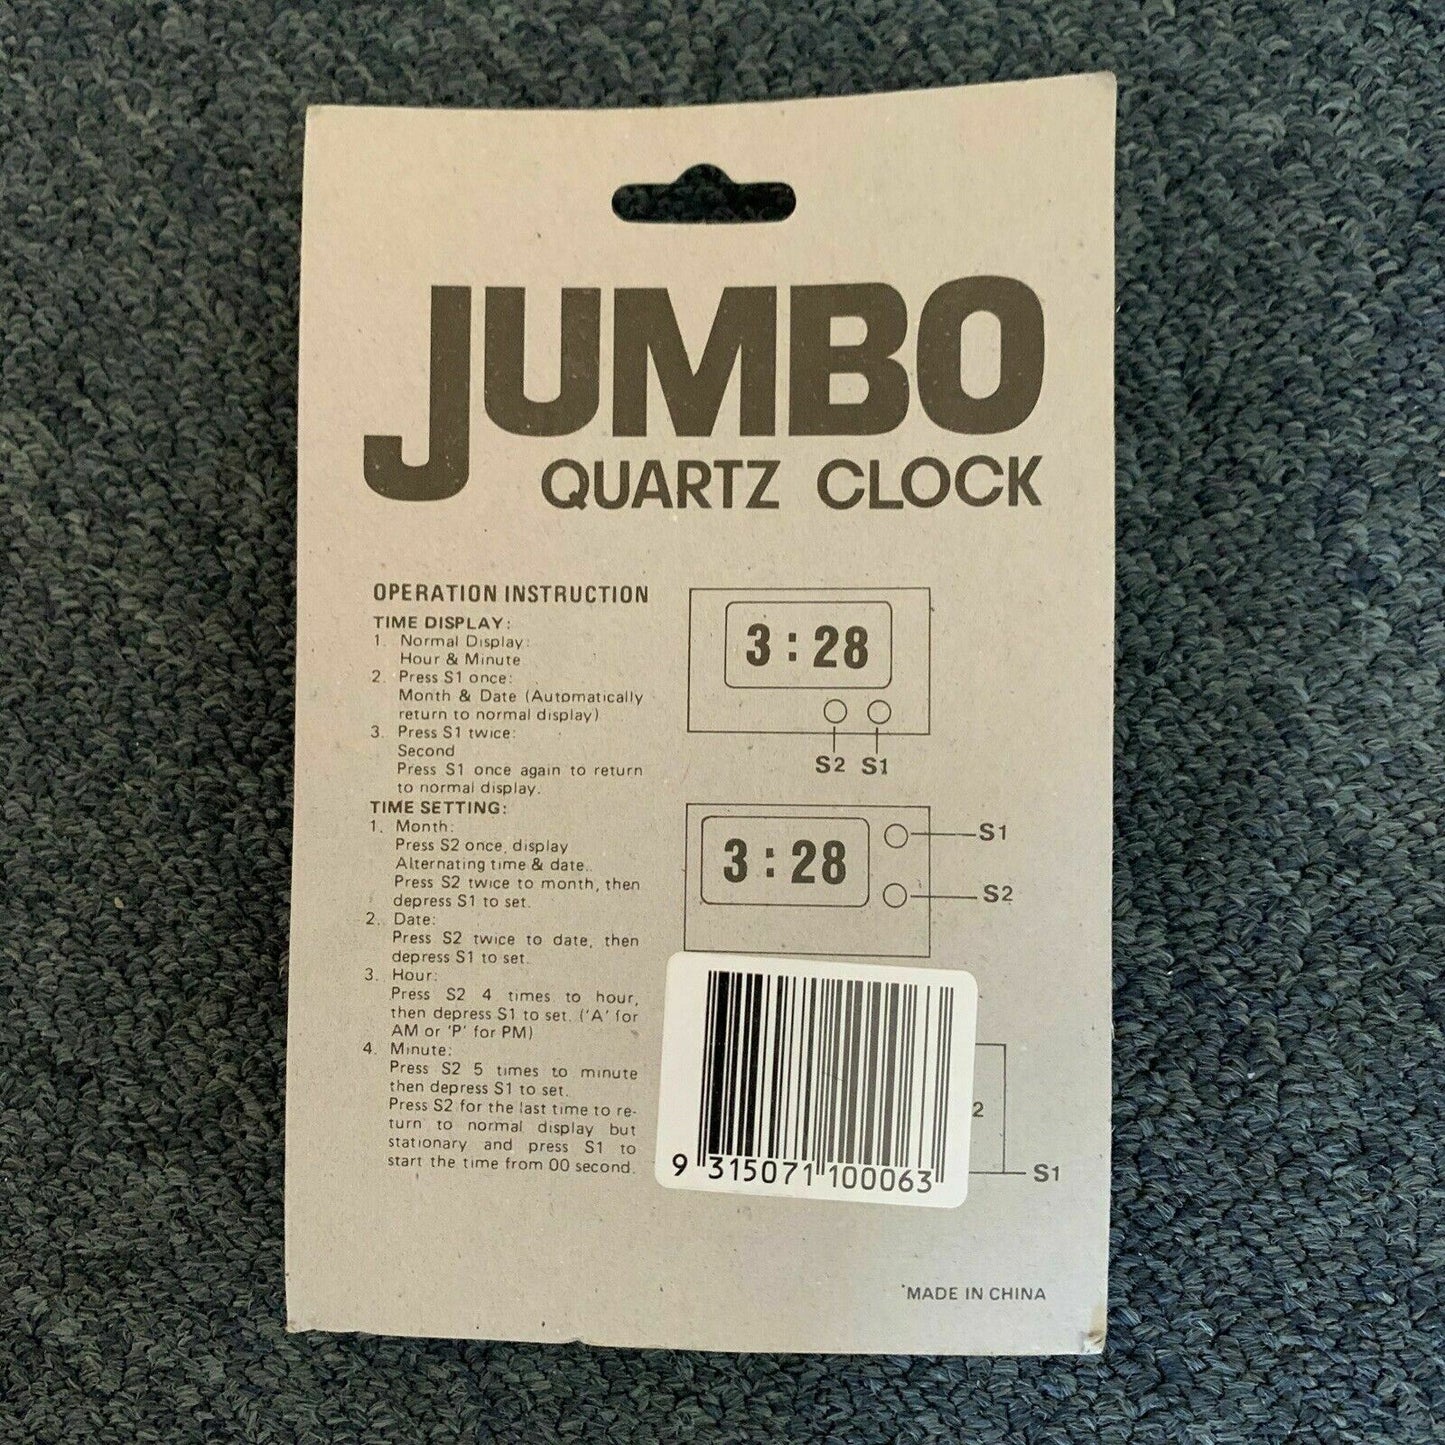 JUMBO
QUARTZ CLOCK
OPERATION INSTRUCTION
TIME DISPLAY:
1. Normal Display:
Hour & Minute
2. Press S1 once:
Month & Date (Automatically
return to normal display)
3. Press S1 twice:
Second
Press S1 once again to return
to normal display.
TIME SETTING:
1. Month:
Press S2 once, display
Alternating time & date.
Press S2 twice to month, then
depress S1 to set.
2. Date:
Press S2 twice to date, then
depress S1 to set.
3. Hour:
Press S2 4 times to hour,
then depress S1 to set. ('A' for
AM or 'P' for PM)
4. Minute:
Press S2 5 times to minute
then depress S1 to set.
Press S2 for the last time to re-
turn to normal display but
stationary and press S1 to
start the time from 00 second.
3:28
S2 S1
3:28
S1
S2
2
S1
9 315071 100063
MADE IN CHINA